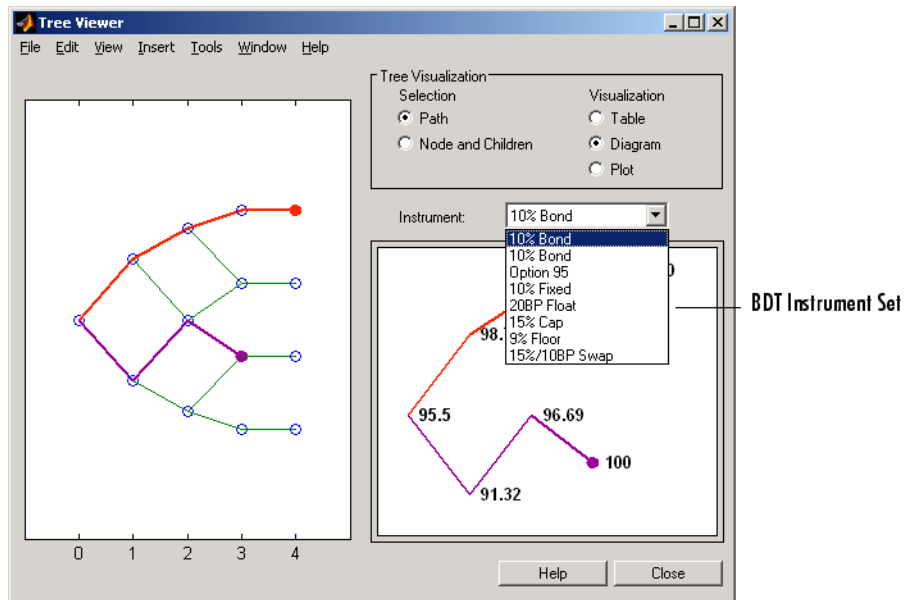 Tree Viewer
File Edit View Insert Tools Window Help
Tree Visualization
Selection Visualization
Path Table
Node and Children Diagram
Plot
Instrument: 10% Bond
10% Bond
10% Bond
Option 95
10% Fixed
20BP Float
15% Cap
9% Floor
15%/10BP Swap
BDT Instrument Set
98.
95.5
96.69
100
91.32
0 1 2 3 4
Help Close